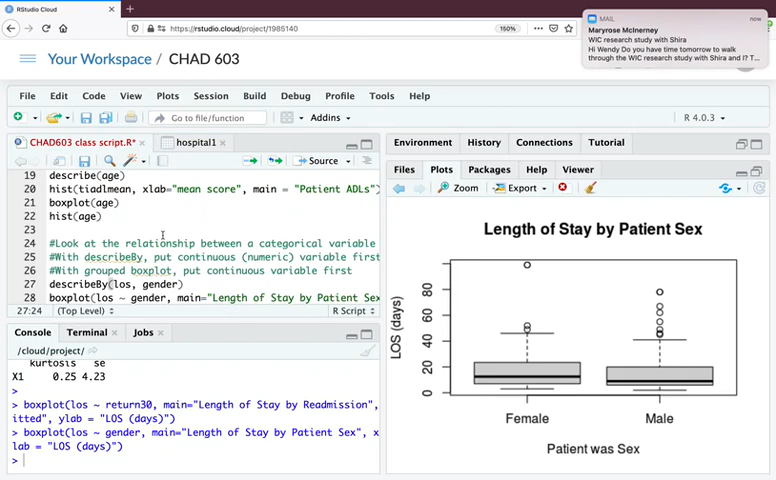 RStudio Cloud
https://rstudio.cloud/project/1985140
150%
MAIL
now
Maryrose McInerney
WIC research study with Shira
Hi Wendy Do you have time tomorrow to walk
through the WIC research study with Shira and I? T...
Your Workspace / CHAD 603
File Edit Code View Plots Session Build Debug Profile Tools Help
Go to file/function
Addins
R 4.0.3
CHAD603 class script.R*
hospital1
Source
19 describe(age)
20 hist(tiadlmean, xlab="mean score", main = "Patient ADLs")
21 boxplot(age)
22 hist(age)
23
24 #Look at the relationship between a categorical variable
25 #With describeBy, put continuous (numeric) variable first
26 #With grouped boxplot, put continuous variable first
27 describeBy(los, gender)
28 boxplot(los ~ gender, main="Length of Stay by Patient Sex
27:24
(Top Level)
R Script
Console Terminal Jobs
/cloud/project/
kurtosis se
X1 0.25 4.23
>
> boxplot(los ~ return30, main="Length of Stay by Readmission",
itted", ylab = "LOS (days)")
> boxplot(los ~ gender, main="Length of Stay by Patient Sex", x
lab = "LOS (days)")
>
Environment History Connections Tutorial
Files Plots Packages Help Viewer
Zoom Export
Length of Stay by Patient Sex
LOS (days)
80
60
40
20
0
Female Male
Patient was Sex